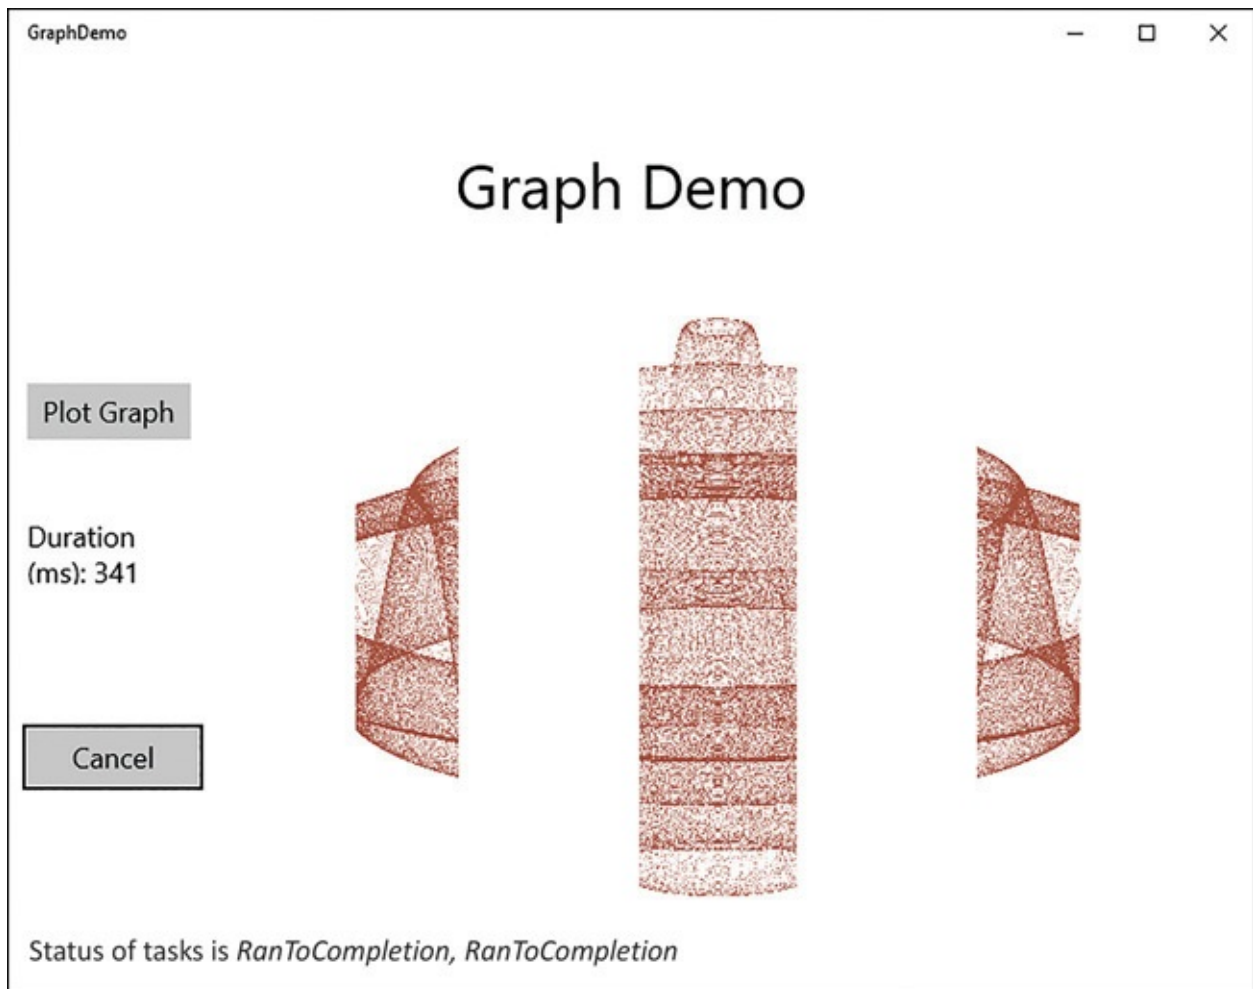 GraphDemo
Graph Demo
Plot Graph
Duration
(ms): 341
Cancel
Status of tasks is RanToCompletion, RanToCompletion